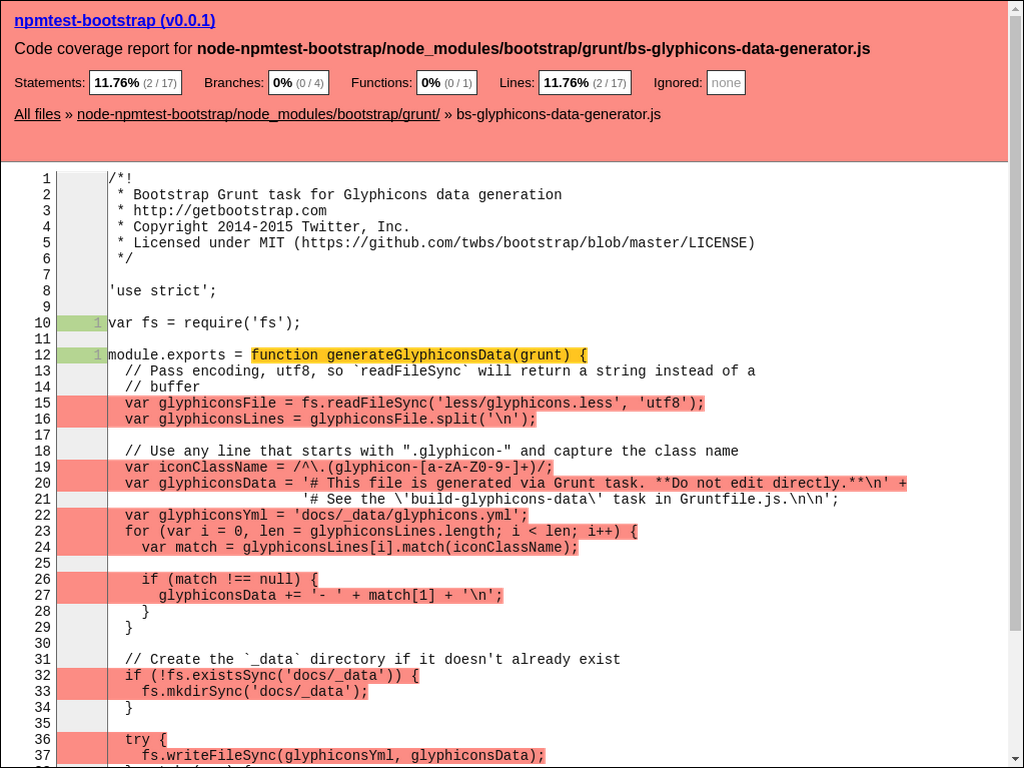 npmtest-bootstrap (v0.0.1)
Code coverage report for node-npmtest-bootstrap/node_modules/bootstrap/grunt/bs-glyphicons-data-generator.js
Statements: 11.76% (2 / 17) Branches: 0% (0 / 4) Functions: 0% (0 / 1) Lines: 11.76% (2 / 17) Ignored: none
All files » node-npmtest-bootstrap/node_modules/bootstrap/grunt/ » bs-glyphicons-data-generator.js
1 /*!
2  * Bootstrap Grunt task for Glyphicons data generation
3  * http://getbootstrap.com
4  * Copyright 2014-2015 Twitter, Inc.
5  * Licensed under MIT (https://github.com/twbs/bootstrap/blob/master/LICENSE)
6  */
7
8 'use strict';
9
10 1 var fs = require('fs');
11
12 1 module.exports = function generateGlyphiconsData(grunt) {
13   // Pass encoding, utf8, so `readFileSync` will return a string instead of a
14   // buffer
15   var glyphiconsFile = fs.readFileSync('less/glyphicons.less', 'utf8');
16   var glyphiconsLines = glyphiconsFile.split('\n');
17
18   // Use any line that starts with ".glyphicon-" and capture the class name
19   var iconClassName = /^\.(glyphicon-[a-zA-Z0-9-]+)/;
20   var glyphiconsData = '# This file is generated via Grunt task. **Do not edit directly.**\n' +
21                        '# See the \'build-glyphicons-data\' task in Gruntfile.js.\n\n';
22   var glyphiconsYml = 'docs/_data/glyphicons.yml';
23   for (var i = 0, len = glyphiconsLines.length; i < len; i++) {
24     var match = glyphiconsLines[i].match(iconClassName);
25
26     if (match !== null) {
27       glyphiconsData += '- ' + match[1] + '\n';
28     }
29   }
30
31   // Create the `_data` directory if it doesn't already exist
32   if (!fs.existsSync('docs/_data')) {
33     fs.mkdirSync('docs/_data');
34   }
35
36   try {
37     fs.writeFileSync(glyphiconsYml, glyphiconsData);